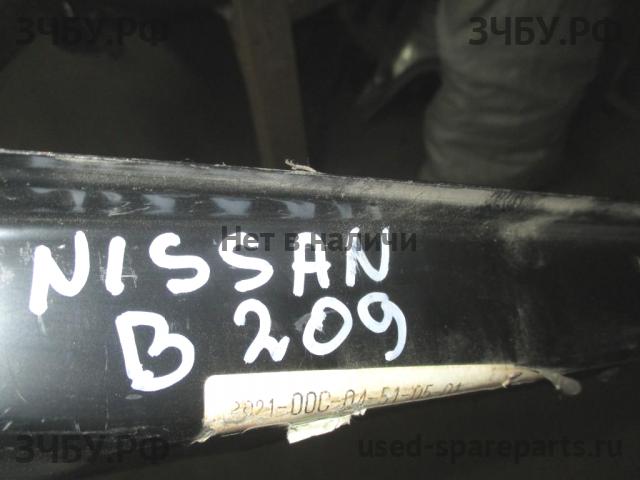 ЗЧБУ.РФ
ЗЧБУ.РФ
Нет в наличи
NISSAN
B 209
ЗЧБУ.РФ
used-spareparts.ru